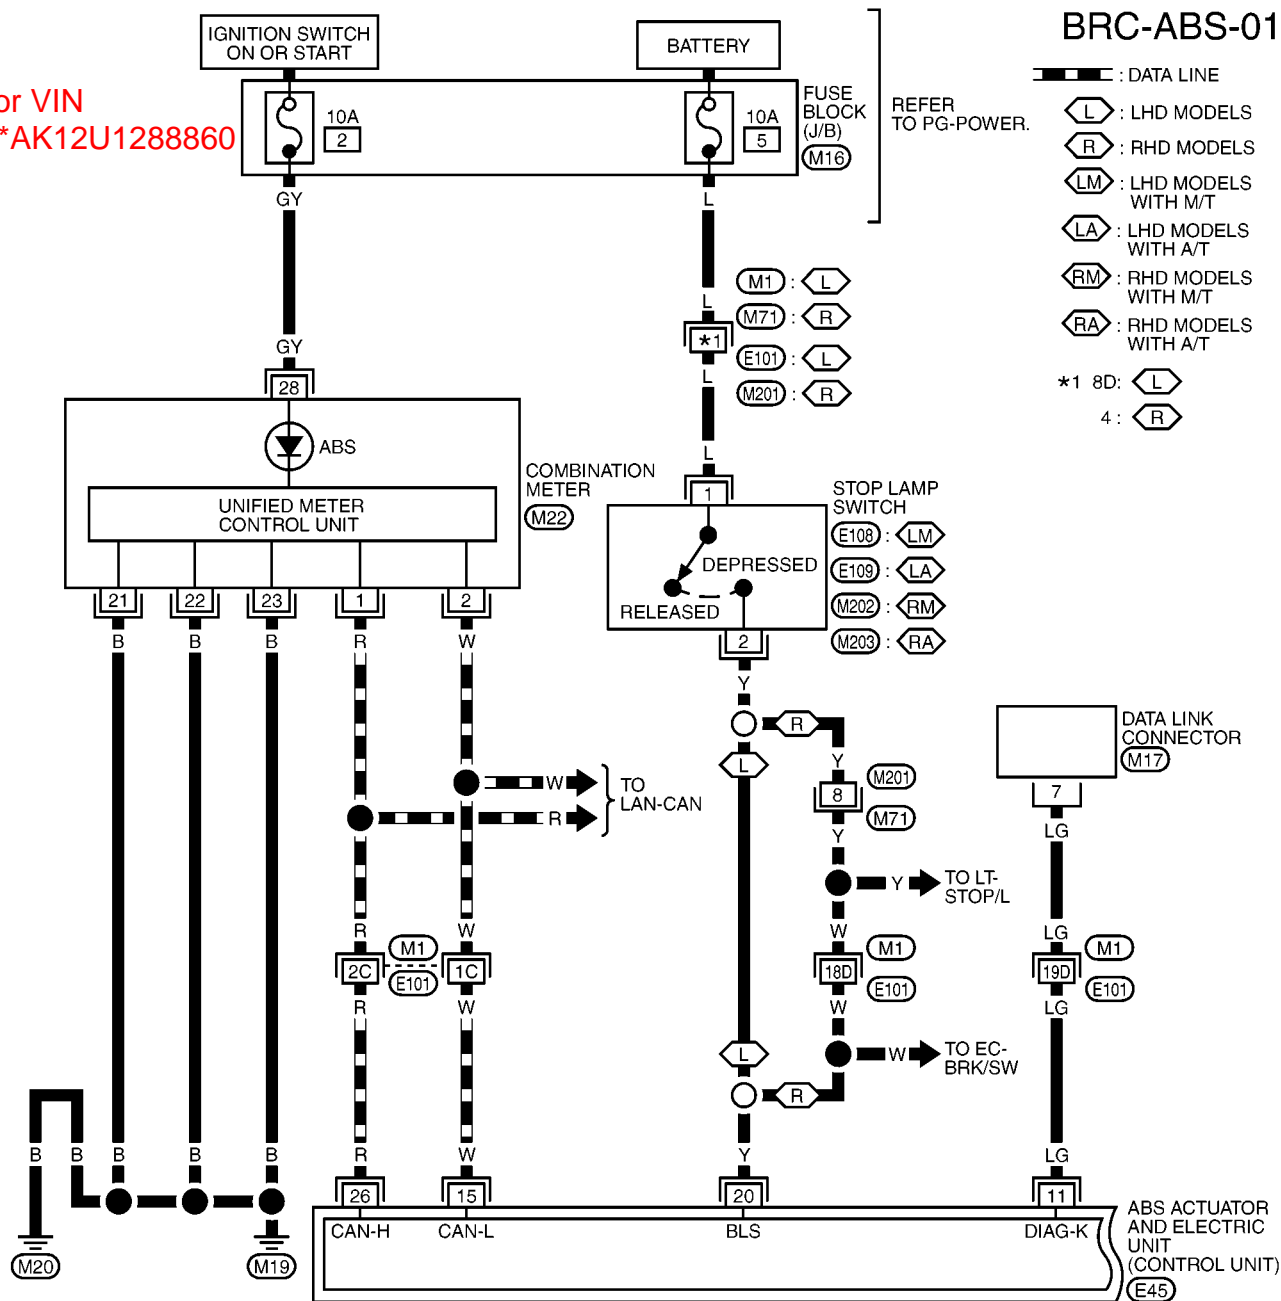 BRC-ABS-01
IGNITION SWITCH
ON OR START
BATTERY
: DATA LINE
or VIN
*AK12U1288860
10A
2
10A
5
FUSE
BLOCK
(J/B)
M16
REFER
TO PG-POWER.
L : LHD MODELS
R : RHD MODELS
LM : LHD MODELS
WITH M/T
LA : LHD MODELS
WITH A/T
RM : RHD MODELS
WITH M/T
RA : RHD MODELS
WITH A/T
*1 8D: L
4 : R
GY
L
GY
L
M1 : L
M71 : R
*1
E101 : L
M201 : R
L
L
28
ABS
UNIFIED METER
CONTROL UNIT
COMBINATION
METER
M22
1
STOP LAMP
SWITCH
E108 : LM
E109 : LA
M202 : RM
M203 : RA
DEPRESSED
RELEASED
2
21
22
23
1
2
B
B
B
R
W
Y
R
L
Y
8
M201
M71
Y
DATA LINK
CONNECTOR
M17
7
LG
W
R
TO
LAN-CAN
Y
TO LT-
STOP/L
R
W
W
LG
2C
M1
E101
1C
18D
M1
E101
19D
M1
E101
R
W
W
LG
L
W
TO EC-
BRK/SW
R
B
B
B
B
B
R
W
Y
LG
26
15
20
11
CAN-H
CAN-L
BLS
DIAG-K
ABS ACTUATOR
AND ELECTRIC
UNIT
(CONTROL UNIT)
E45
M20
M19